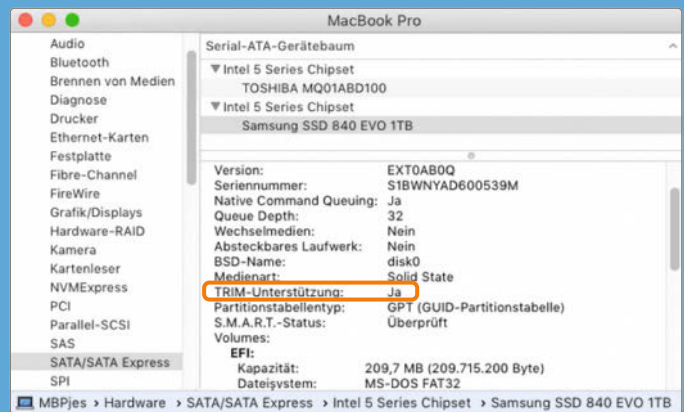 MacBook Pro
Audio
Bluetooth
Brennen von Medien
Diagnose
Drucker
Ethernet-Karten
Festplatte
Fibre-Channel
FireWire
Grafik/Displays
Hardware-RAID
Kamera
Kartenleser
NVMExpress
PCI
Parallel-SCSI
SAS
SATA/SATA Express
SPI
Serial-ATA-Gerätebaum
Intel 5 Series Chipset
TOSHIBA MQ01ABD100
Intel 5 Series Chipset
Samsung SSD 840 EVO 1TB
Version: EXT0AB0Q
Seriennummer: S1BWNYAD600539M
Native Command Queuing: Ja
Queue Depth: 32
Wechselmedien: Nein
Absteckbares Laufwerk: Nein
BSD-Name: disk0
Medienart: Solid State
TRIM-Unterstützung: Ja
Partitionstabellentyp: GPT (GUID-Partitionstabelle)
S.M.A.R.T.-Status: Überprüft
Volumes:
EFI:
Kapazität: 209,7 MB (209.715.200 Byte)
Dateisystem: MS-DOS FAT32
MBPjes › Hardware › SATA/SATA Express › Intel 5 Series Chipset › Samsung SSD 840 EVO 1TB